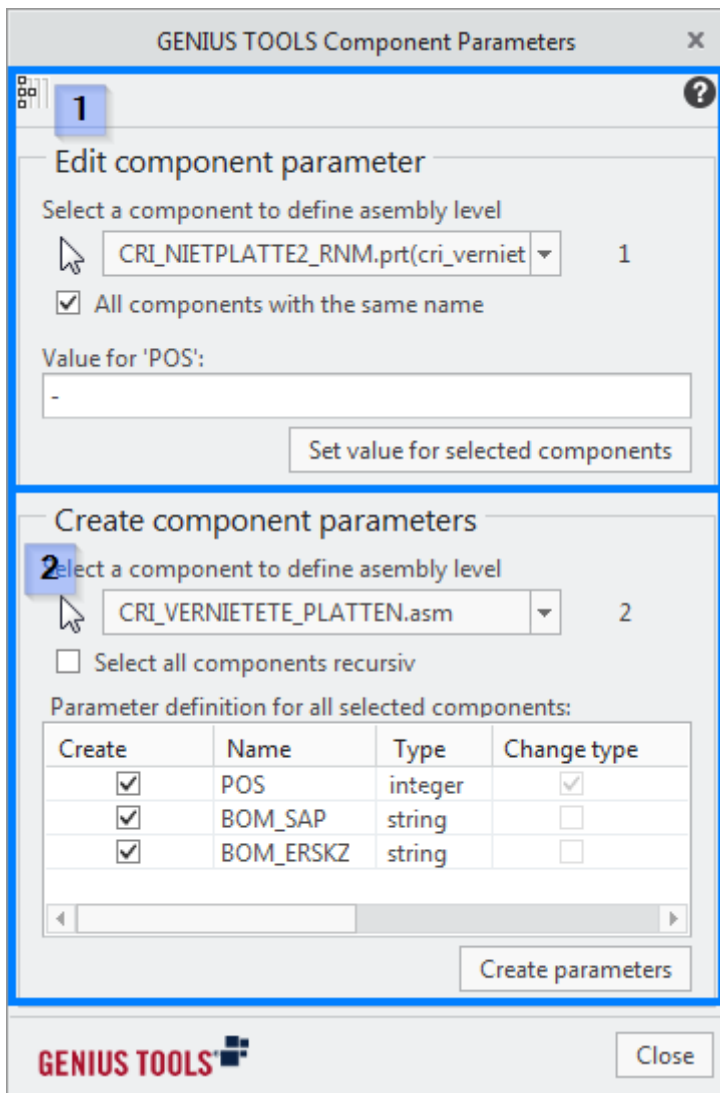 GENIUS TOOLS Component Parameters x
1
?
Edit component parameter
Select a component to define asembly level
CRI_NIETPLATTE2_RNM.prt(cri_verniet 1
All components with the same name
Value for 'POS':
-
Set value for selected components
Create component parameters
2
Select a component to define asembly level
CRI_VERNIETETE_PLATTEN.asm 2
Select all components recursiv
Parameter definition for all selected components:
Create Name Type Change type
POS integer
BOM_SAP string
BOM_ERSKZ string
Create parameters
GENIUS TOOLS Close